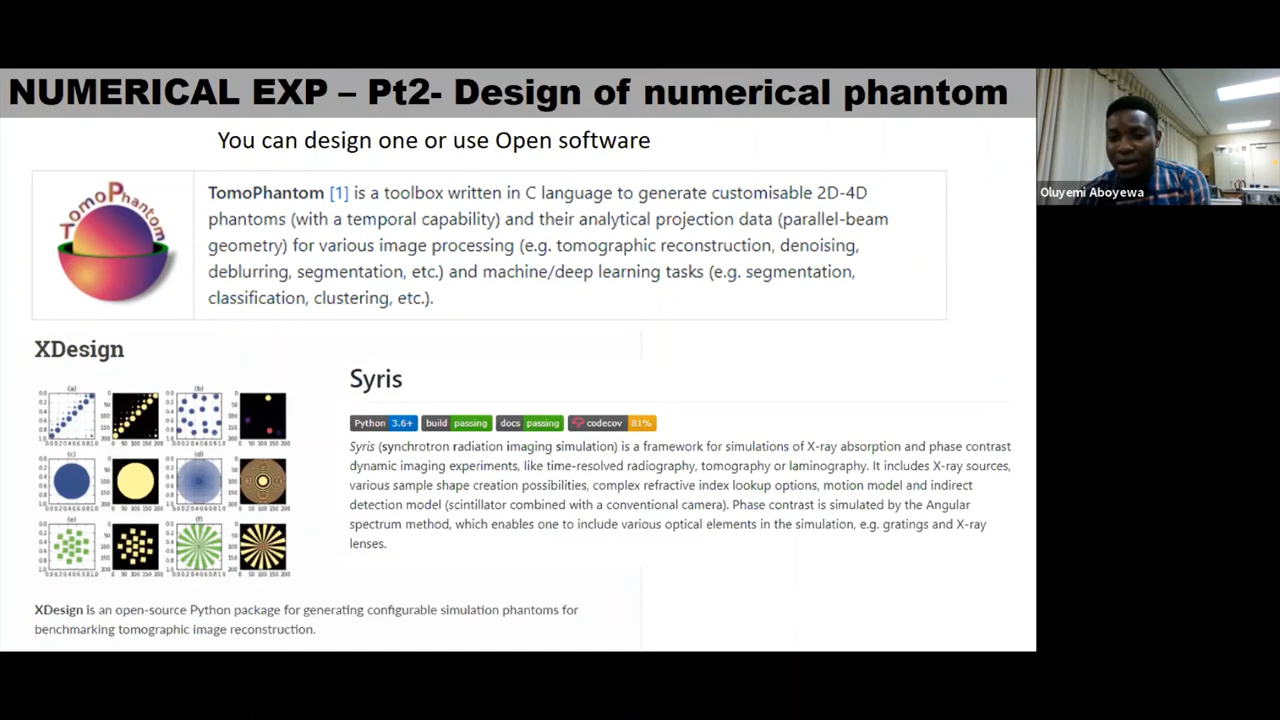 NUMERICAL EXP – Pt2- Design of numerical phantom
Oluyemi Aboyewa
You can design one or use Open software
TomoPhantom
TomoPhantom [1] is a toolbox written in C language to generate customisable 2D-4D
phantoms (with a temporal capability) and their analytical projection data (parallel-beam
geometry) for various image processing (e.g. tomographic reconstruction, denoising,
deblurring, segmentation, etc.) and machine/deep learning tasks (e.g. segmentation,
classification, clustering, etc.).
XDesign
(a)
(b)
(c)
(d)
(e)
(f)
XDesign is an open-source Python package for generating configurable simulation phantoms for
benchmarking tomographic image reconstruction.
Syris
Python 3.6+ build passing docs passing codecov 81%
Syris (synchrotron radiation imaging simulation) is a framework for simulations of X-ray absorption and phase contrast
dynamic imaging experiments, like time-resolved radiography, tomography or laminography. It includes X-ray sources,
various sample shape creation possibilities, complex refractive index lookup options, motion model and indirect
detection model (scintillator combined with a conventional camera). Phase contrast is simulated by the Angular
spectrum method, which enables one to include various optical elements in the simulation, e.g. gratings and X-ray
lenses.